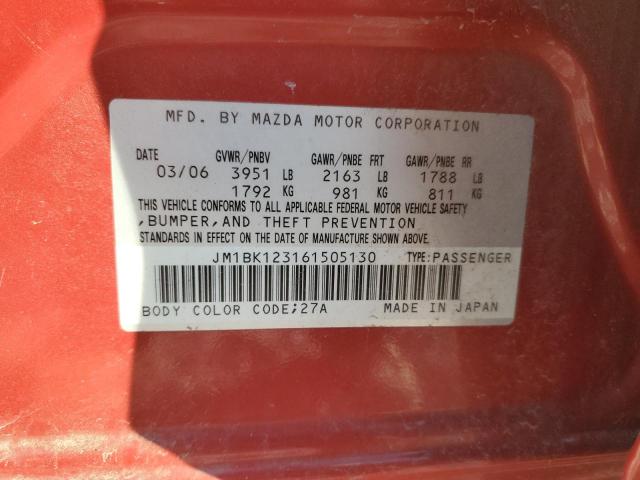 MFD. BY MAZDA MOTOR CORPORATION
DATE GVWR/PNBV GAWR/PNBE FRT GAWR/PNBE RR
03/06 3951 LB 2163 LB 1788 LB
1792 KG 981 KG 811 KG
THIS VEHICLE CONFORMS TO ALL APPLICABLE FEDERAL MOTOR VEHICLE SAFETY
,BUMPER,AND THEFT PREVENTION
STANDARDS IN EFFECT ON THE DATE OF MANUFACTURE SHOWN ABOVE.
JM1BK123161505130 TYPE:PASSENGER
BODY COLOR CODE;27A MADE IN JAPAN